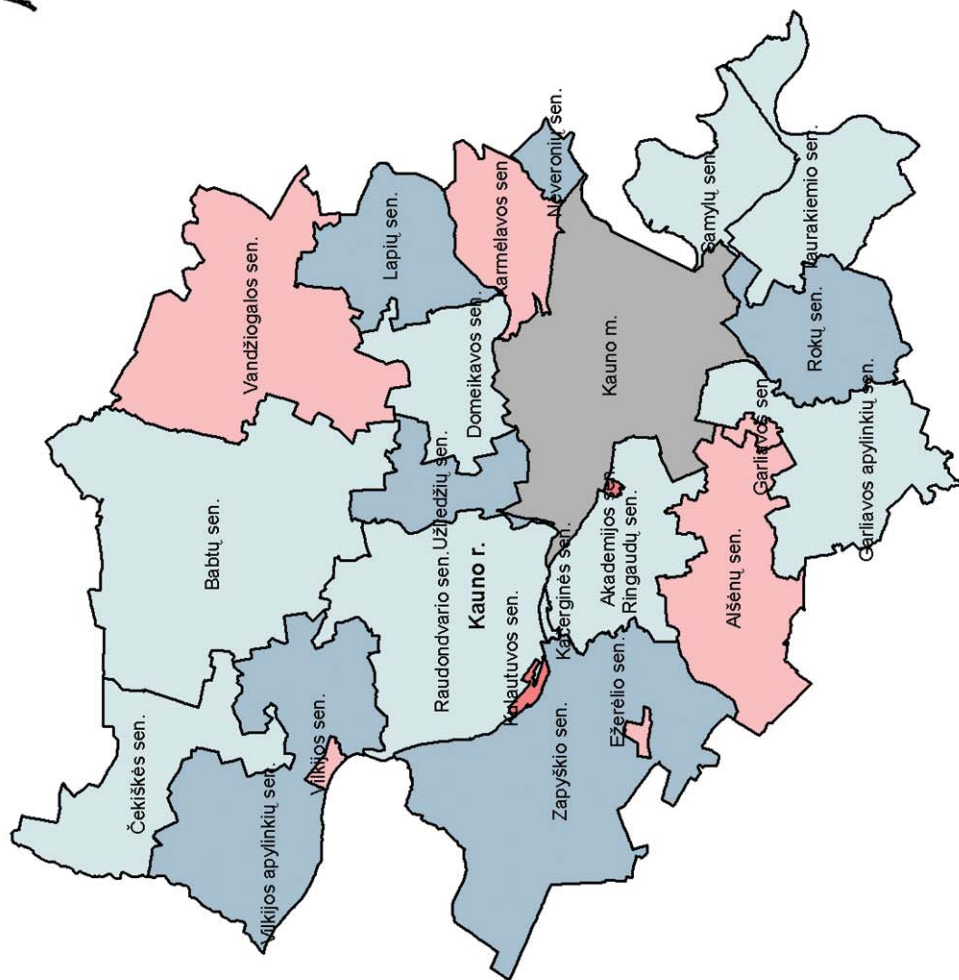 Vandžiogalos sen.
Neveronių sen.
Lapių sen.
Karmėlavos sen.
Samylų sen.
Taurakiemio sen.
Babtų sen.
Domeikavos sen.
Kauno m.
Rokų sen.
Užliedžių sen.
Garliavos sen.
Garliavos apylinkių sen.
Akademijos sen.
Ringaudų sen.
Alšėnų sen.
Raudondvario sen.
Kauno r.
Kačerginės sen.
Kulautuvos sen.
Čekiškės sen.
Vilkijos sen.
Ežerėlio sen.
Zapyškio sen.
Vilkijos apylinkių sen.